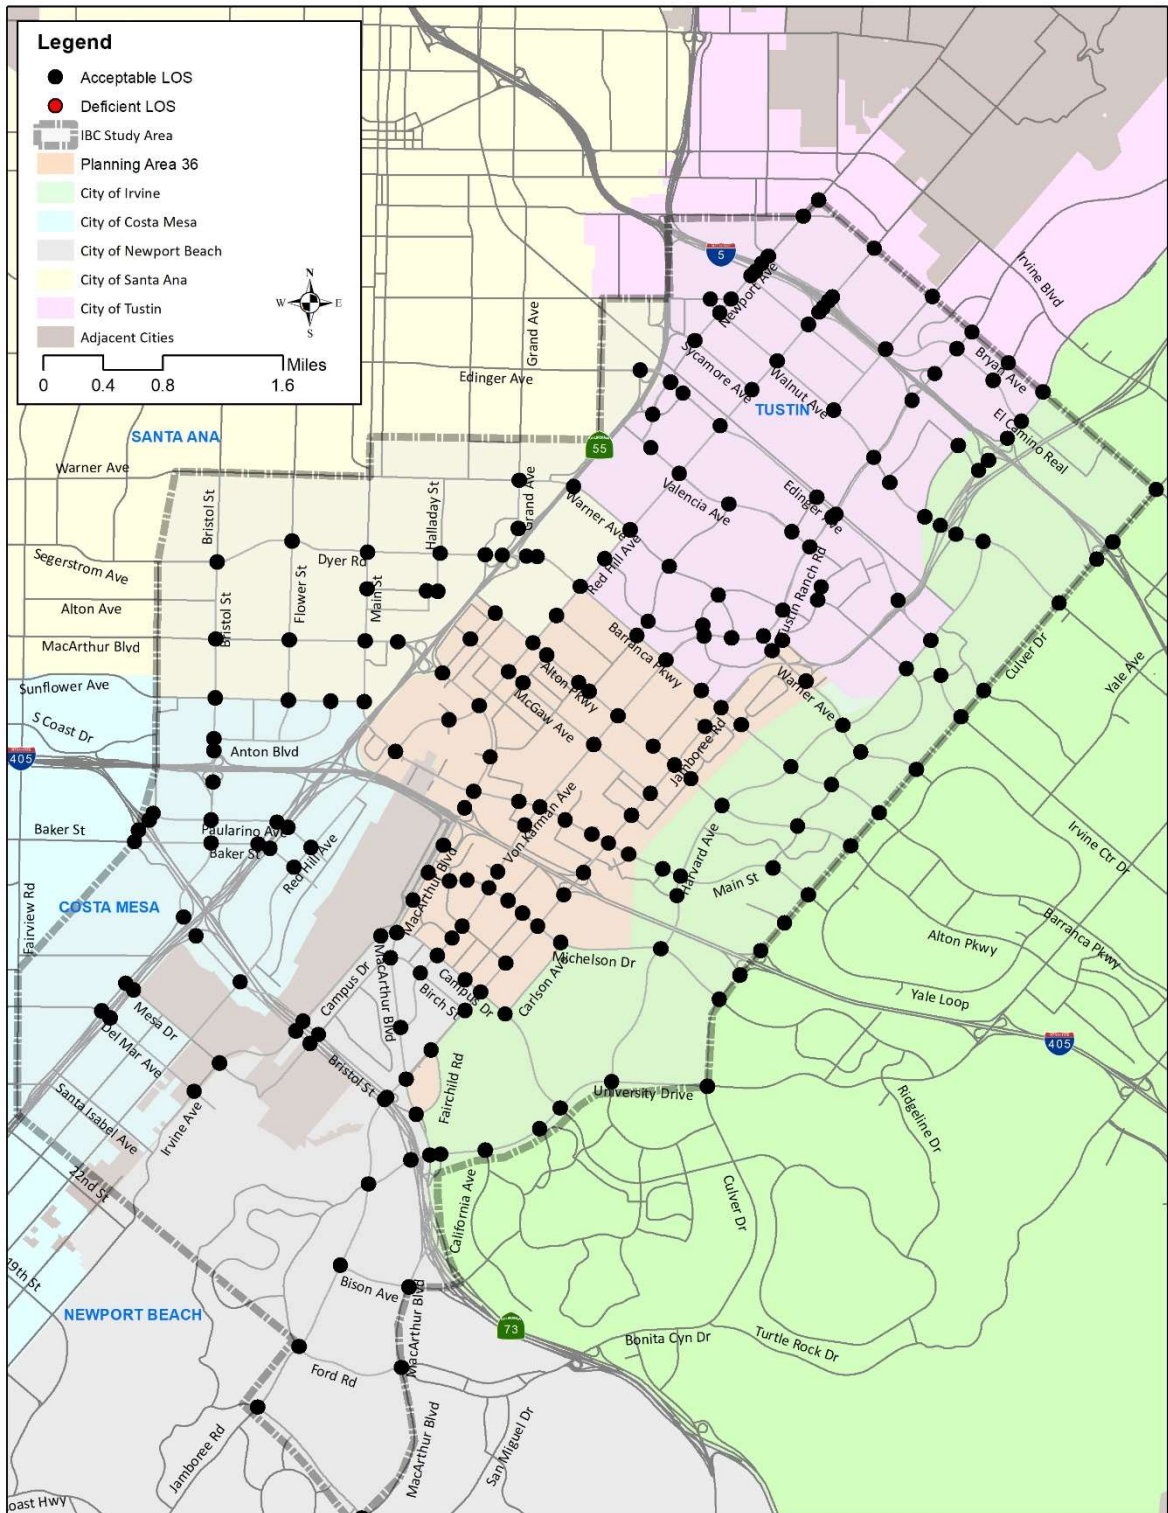 Legend
Acceptable LOS
Deficient LOS
IBC Study Area
Planning Area 36
City of Irvine
City of Costa Mesa
City of Newport Beach
City of Santa Ana
City of Tustin
Adjacent Cities
N
W E
S
Miles
0 0.4 0.8 1.6
5
Newport Ave
Irvine Blvd
Grand Ave
Edinger Ave
Sycamore Ave
Walnut Ave
Bryan Ave
TUSTIN
El Camino Real
SANTA ANA
55
Warner Ave
Bristol St
Halladay St
Grand Ave
Warner Ave
Valencia Ave
Edinger Ave
Segerstrom Ave
Dyer Rd
Flower St
Main St
Red Hill Ave
Tustin Ranch Rd
Alton Ave
Bristol St
MacArthur Blvd
Barranca Pkwy
Culver Dr
Yale Ave
Sunflower Ave
Alton Pkwy
McGaw Ave
Warner Ave
S Coast Dr
Anton Blvd
Jamboree Rd
405
Von Karman Ave
Baker St
Paularino Ave
Baker St
Red Hill Ave
MacArthur Blvd
Harvard Ave
Main St
Irvine Ctr Dr
COSTA MESA
Fairview Rd
Alton Pkwy
Barranca Pkwy
Michelson Dr
Campus Dr
MacArthur Blvd
Birch St
Campus Dr
Carlson Ave
Yale Loop
405
Mesa Dr
Del Mar Ave
Bristol St
Fairchild Rd
University Drive
Ridgeline Dr
Santa Isabel Ave
Irvine Ave
22nd St
California Ave
Culver Dr
19th St
Bison Ave
MacArthur Blvd
NEWPORT BEACH
73
Bonita Cyn Dr
Turtle Rock Dr
Ford Rd
Jamboree Rd
MacArthur Blvd
San Miguel Dr
oast Hwy